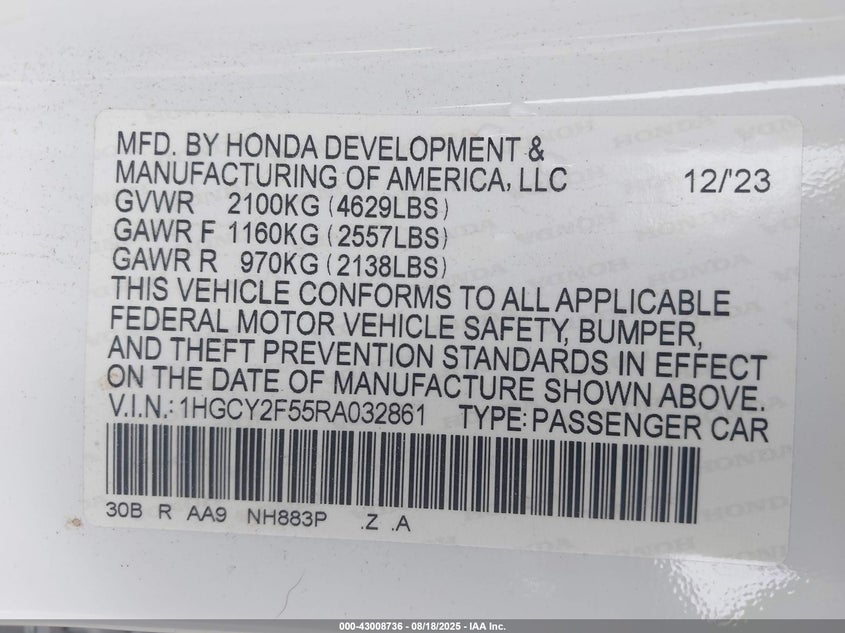 MFD. BY HONDA DEVELOPMENT &
MANUFACTURING OF AMERICA, LLC 12/'23
GVWR 2100KG (4629LBS)
GAWR F 1160KG (2557LBS)
GAWR R 970KG (2138LBS)
THIS VEHICLE CONFORMS TO ALL APPLICABLE
FEDERAL MOTOR VEHICLE SAFETY, BUMPER,
AND THEFT PREVENTION STANDARDS IN EFFECT
ON THE DATE OF MANUFACTURE SHOWN ABOVE.
V.I.N.: 1HGCY2F55RA032861 TYPE: PASSENGER CAR
30B R AA9 NH883P .Z .A
000-43008736 - 08/18/2025 - IAA Inc.